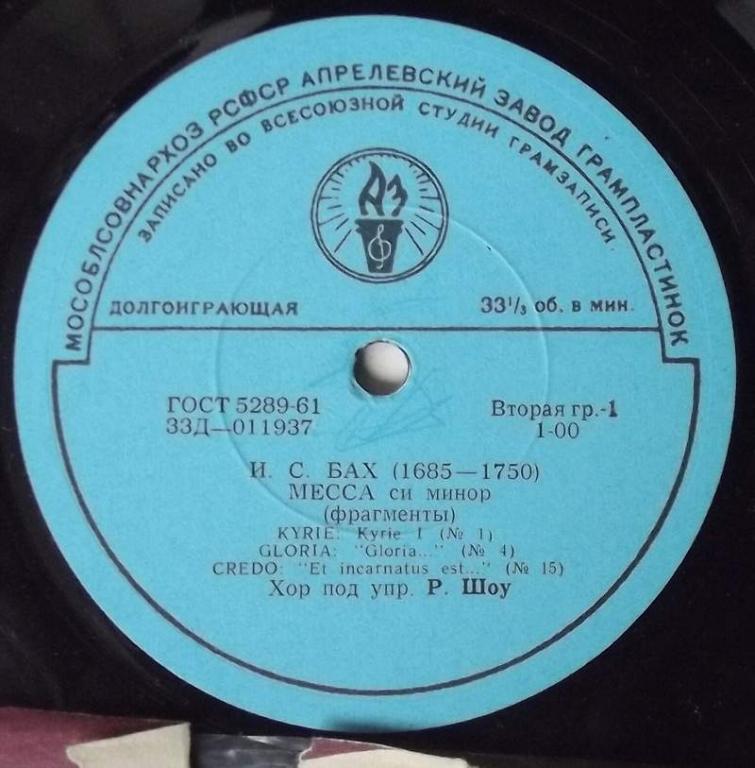 МОСОБЛСОВНАРХОЗ РСФСР АПРЕЛЕВСКИЙ ЗАВОД ГРАМПЛАСТИНОК
ЗАПИСАНО ВО ВСЕСОЮЗНОЙ СТУДИИ ГРАМЗАПИСИ
АЗ
ДОЛГОИГРАЮЩАЯ 33 1/3 об. в мин.
ГОСТ 5289-61 Вторая гр.-1
33Д—011937 1-00
И. С. БАХ (1685—1750)
МЕССА си минор
(фрагменты)
KYRIE: Kyrie I (№ 1)
GLORIA: "Gloria..." (№ 4)
CREDO: "Et incarnatus est..." (№ 15)
Хор под упр. Р. Шоу